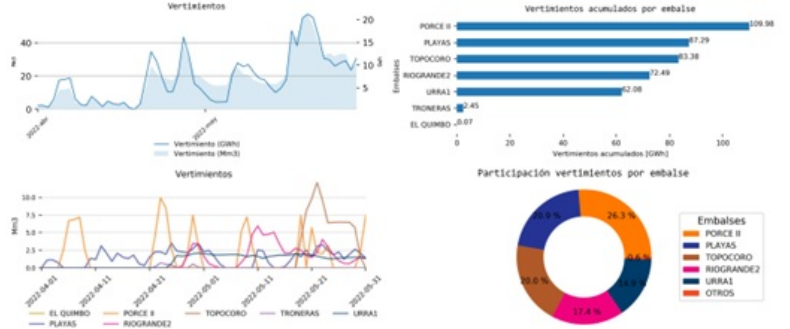 Vertimientos
Mm3
40
20
0
20
15
10
5
2022-abr
2022-may
Vertimiento (GWh)
Vertimiento (Mm3)
Vertimientos acumulados por embalse
Embalses
PORCE II
109.98
PLAYAS
87.29
TOPOCORO
83.38
RIOGRANDE2
72.49
URRA1
62.08
TRONERAS
2.45
EL QUIMBO
0.07
0 20 40 60 80 100
Vertimientos acumulados [GWh]
Vertimientos
Mm3
10.0
7.5
5.0
2.5
0.0
2022-04-01 2022-04-11 2022-04-21 2022-05-01 2022-05-11 2022-05-21 2022-05-31
EL QUIMBO PORCE II TOPOCORO TRONERAS URRA1
PLAYAS RIOGRANDE2
Participación vertimientos por embalse
26.3 %
20.9 %
20.0 %
17.4 %
14.9 %
0.6 %
Embalses
PORCE II
PLAYAS
TOPOCORO
RIOGRANDE2
URRA1
OTROS